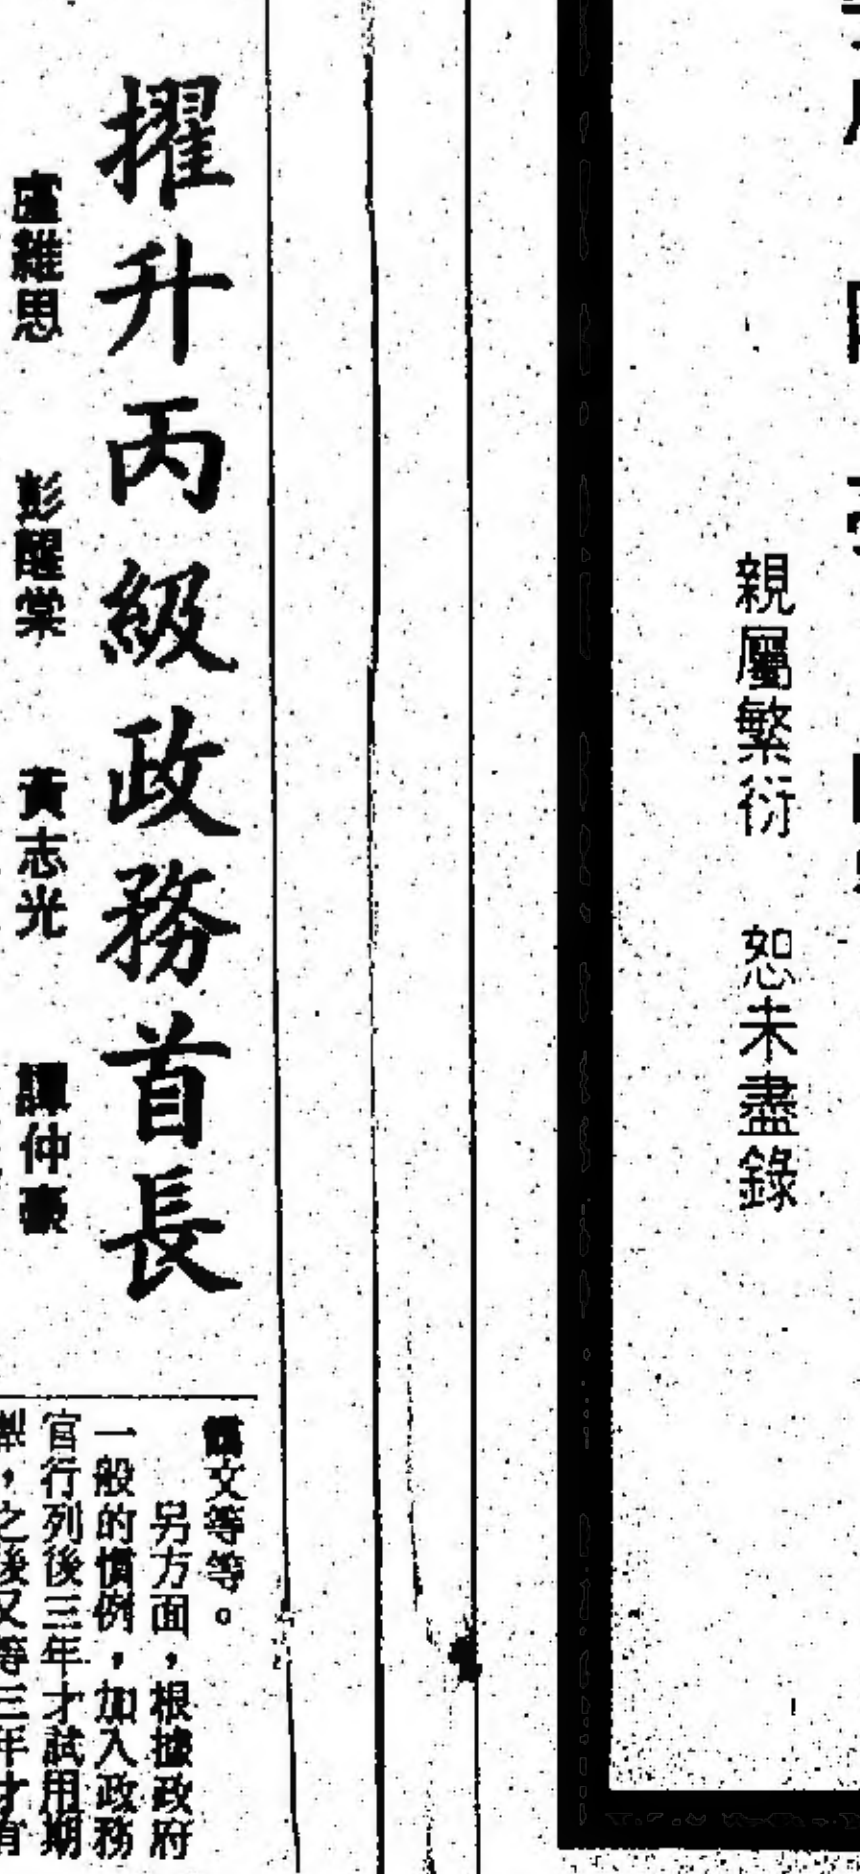 親屬繁衍 恕未盡錄
擢升丙級政務首長
盧維思 彭醒棠 黃志光 譚仲豪
文等等。
另方面，根據政府
一般的慣例，加入政務
官行列後三年才試用期
，之後又等三年才有